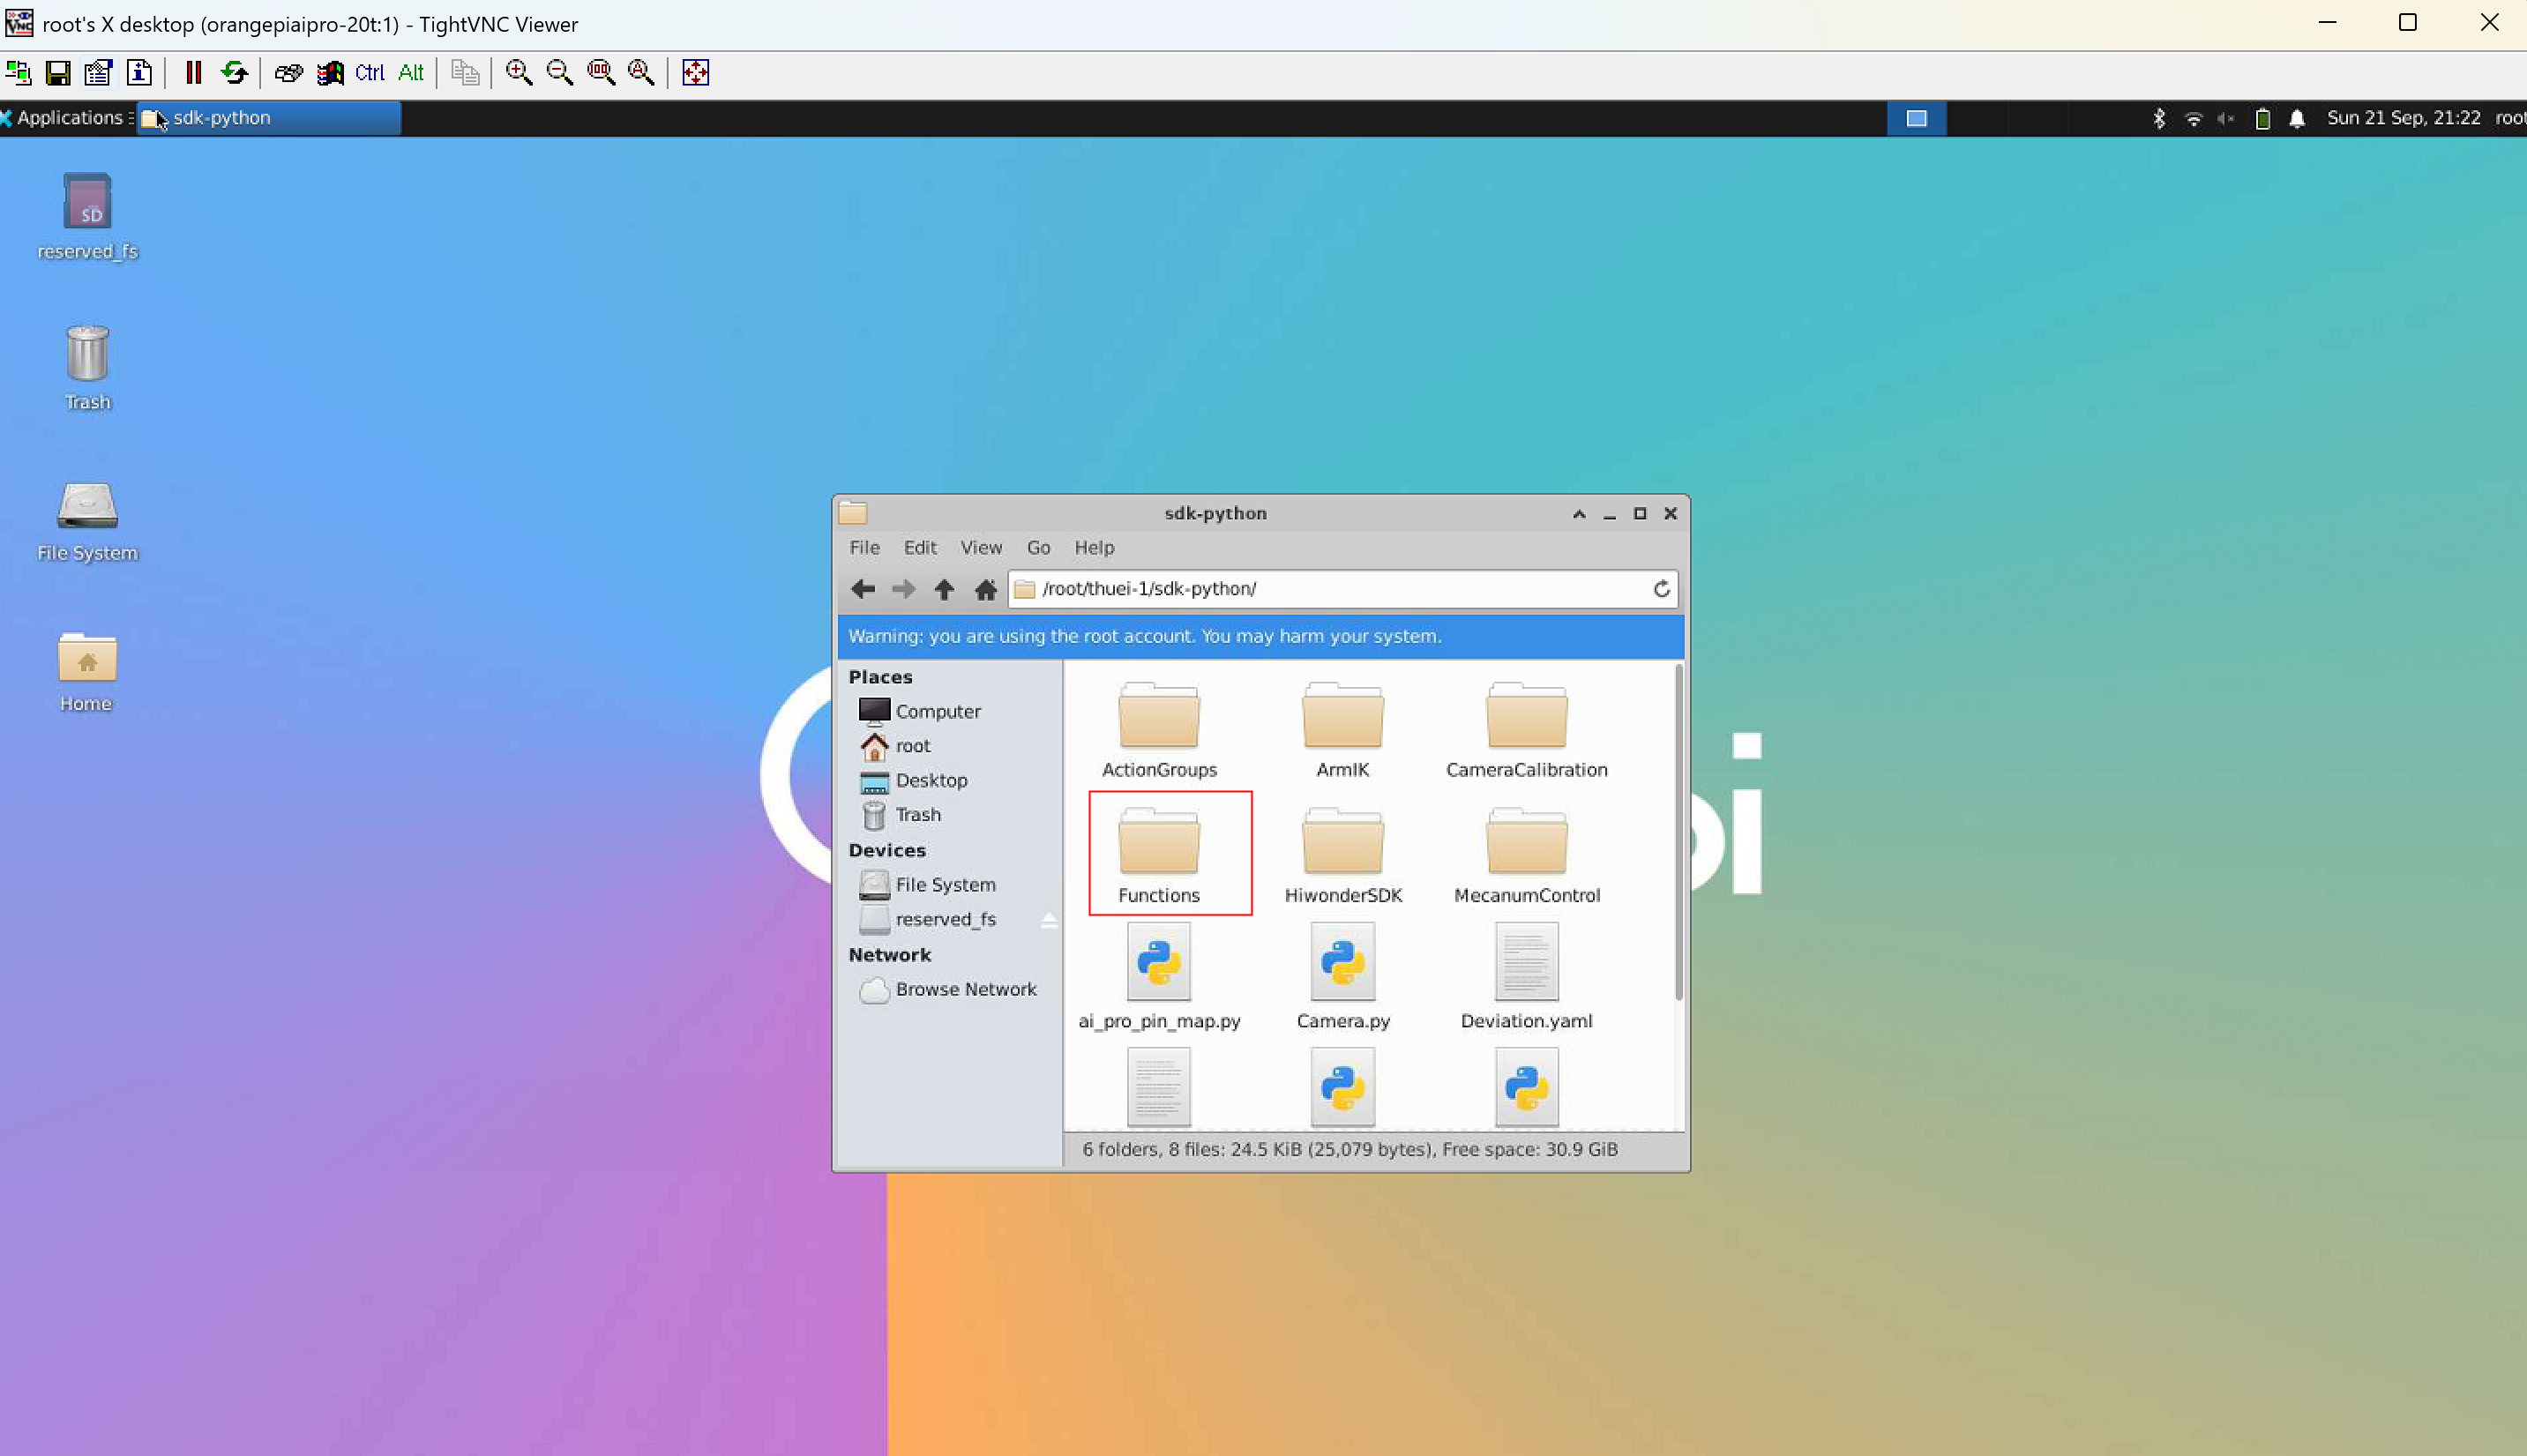 root's X desktop (orangepiaipro-20t:1) - TightVNC Viewer
Ctrl Alt
Applications sdk-python Sun 21 Sep, 21:22 root
SD
reserved_fs
Trash
File System
Home
sdk-python
File Edit View Go Help
/root/thuei-1/sdk-python/
Warning: you are using the root account. You may harm your system.
Places
Computer
root
Desktop
Trash
Devices
File System
reserved_fs
Network
Browse Network
ActionGroups ArmIK CameraCalibration
Functions HiwonderSDK MecanumControl
ai_pro_pin_map.py Camera.py Deviation.yaml
6 folders, 8 files: 24.5 KiB (25,079 bytes), Free space: 30.9 GiB
pi